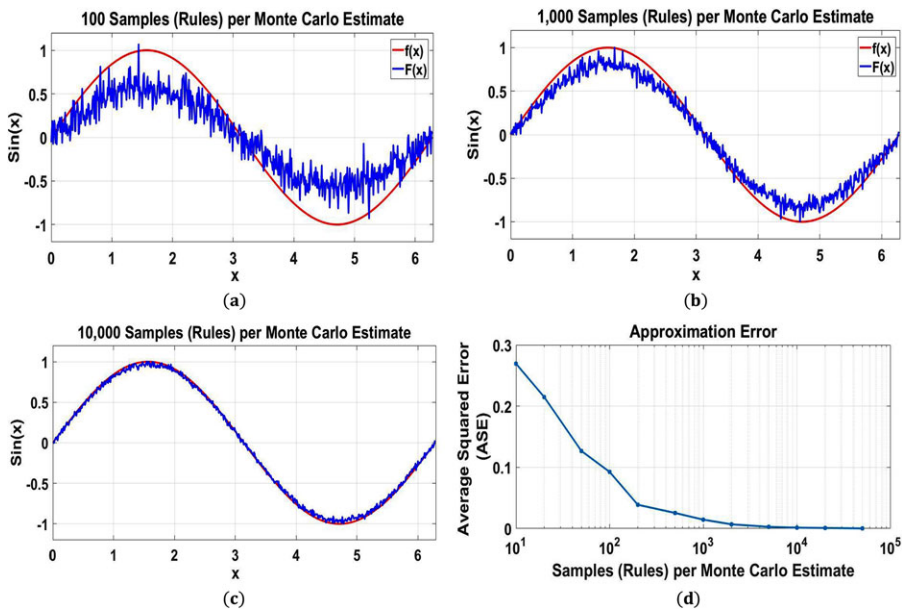 100 Samples (Rules) per Monte Carlo Estimate
1
0.5
0
-0.5
-1
Sin(x)
f(x)
F(x)
0 1 2 3 4 5 6
x
(a)
1,000 Samples (Rules) per Monte Carlo Estimate
1
0.5
0
-0.5
-1
Sin(x)
f(x)
F(x)
0 1 2 3 4 5 6
x
(b)
10,000 Samples (Rules) per Monte Carlo Estimate
1
0.5
0
-0.5
-1
Sin(x)
0 1 2 3 4 5 6
x
(c)
Approximation Error
0.3
0.2
0.1
0
Average Squared Error
(ASE)
10¹ 10² 10³ 10⁴ 10⁵
Samples (Rules) per Monte Carlo Estimate
(d)